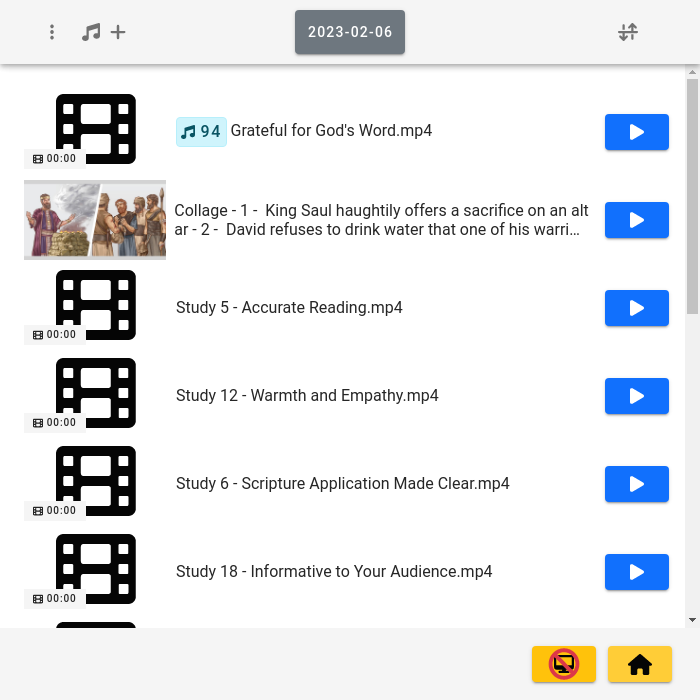 2023-02-06
94 Grateful for God's Word.mp4
00:00
Collage - 1 -  King Saul haughtily offers a sacrifice on an alt
ar - 2 -  David refuses to drink water that one of his warri...
Study 5 - Accurate Reading.mp4
00:00
Study 12 - Warmth and Empathy.mp4
00:00
Study 6 - Scripture Application Made Clear.mp4
00:00
Study 18 - Informative to Your Audience.mp4
00:00